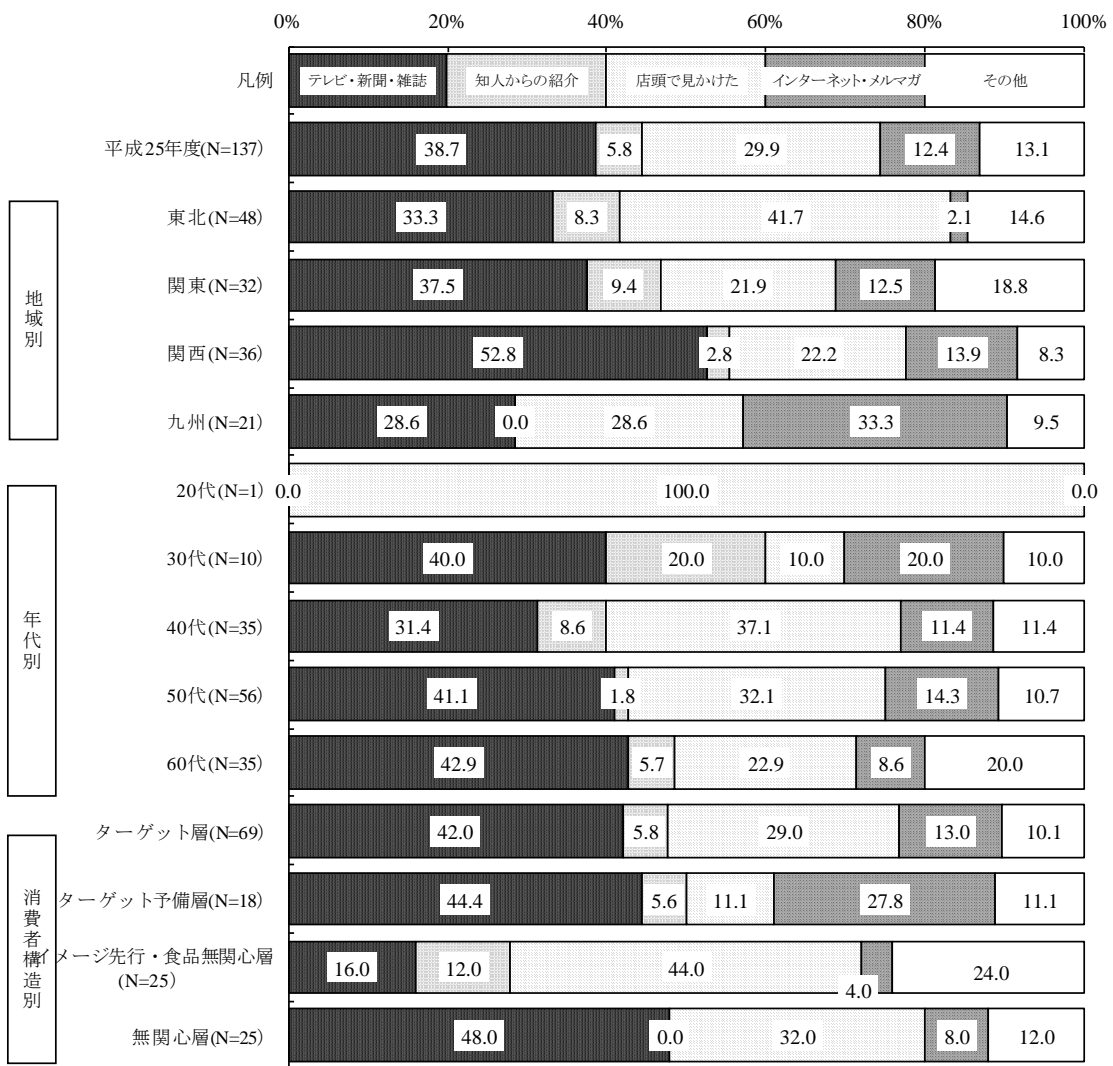 0% 20% 40% 60% 80% 100%
凡例 テレビ・新聞・雑誌 知人からの紹介 店頭で見かけた インターネット・メルマガ その他
平成25年度(N=137) 38.7 5.8 29.9 12.4 13.1
地域別
東北(N=48) 33.3 8.3 41.7 2.1 14.6
関東(N=32) 37.5 9.4 21.9 12.5 18.8
関西(N=36) 52.8 2.8 22.2 13.9 8.3
九州(N=21) 28.6 0.0 28.6 33.3 9.5
年代別
20代(N=1) 0.0 100.0 0.0
30代(N=10) 40.0 20.0 10.0 20.0 10.0
40代(N=35) 31.4 8.6 37.1 11.4 11.4
50代(N=56) 41.1 1.8 32.1 14.3 10.7
60代(N=35) 42.9 5.7 22.9 8.6 20.0
消費者構造別
ターゲット層(N=69) 42.0 5.8 29.0 13.0 10.1
ターゲット予備層(N=18) 44.4 5.6 11.1 27.8 11.1
イメージ先行・食品無関心層
(N=25) 16.0 12.0 44.0 4.0 24.0
無関心層(N=25) 48.0 0.0 32.0 8.0 12.0